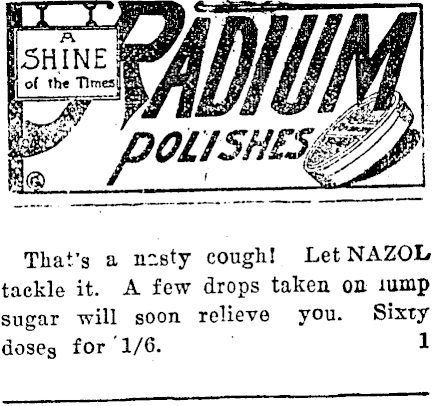 A
SHINE
of the Times
RADIUM
POLISHES
That's a nasty cough! Let NAZOL
tackle it. A few drops taken on lump
sugar will soon relieve you. Sixty
doses for 1/6. 1